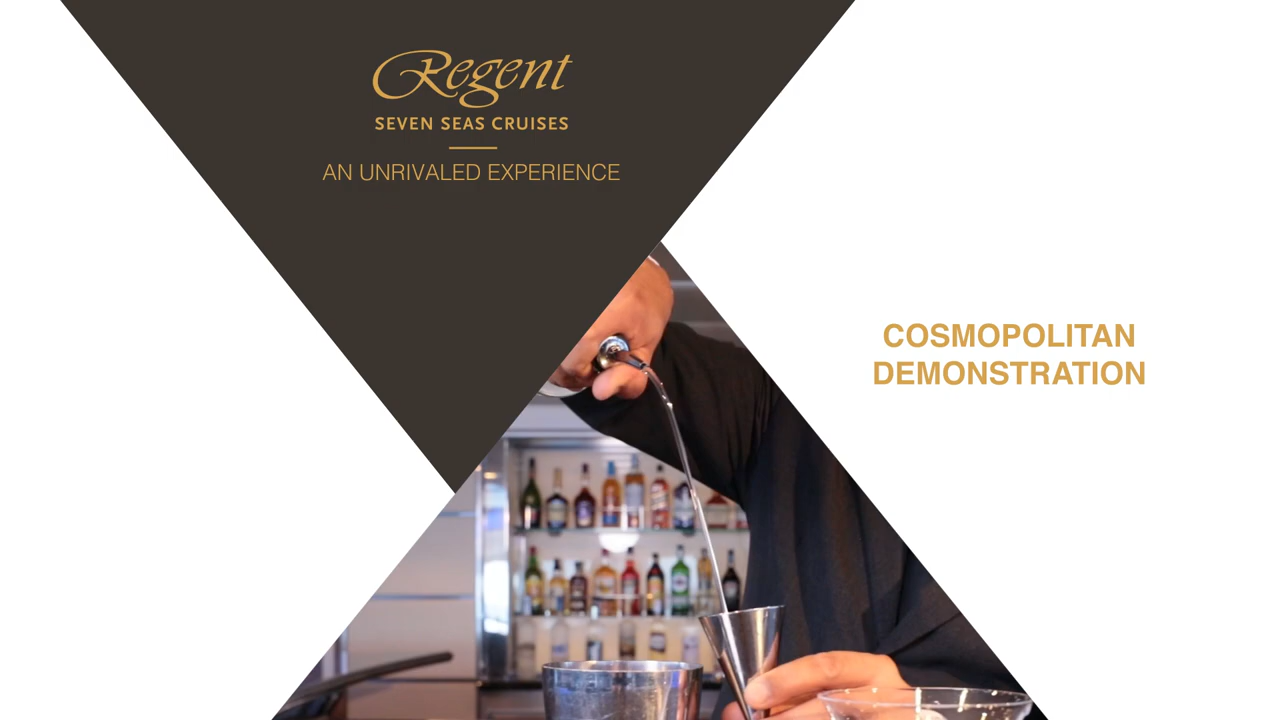 Regent
SEVEN SEAS CRUISES
AN UNRIVALED EXPERIENCE
COSMOPOLITAN
DEMONSTRATION